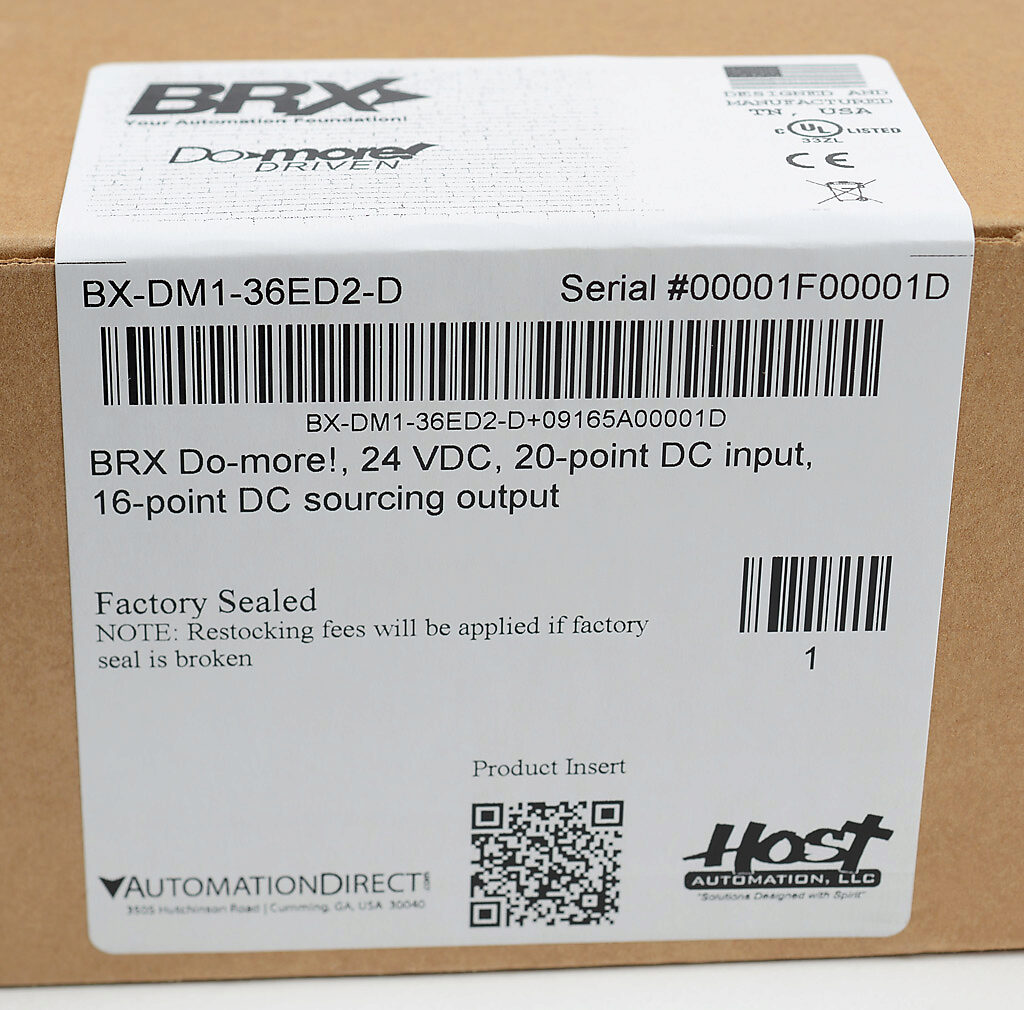 BRX
Your Automation Foundation!
Do-more!
DRIVEN
DESIGNED AND
MANUFACTURED
TN, USA
C UL LISTED
33ZL
CE
BX-DM1-36ED2-D
Serial #00001F00001D
BX-DM1-36ED2-D+09165A00001D
BRX Do-more!, 24 VDC, 20-point DC input,
16-point DC sourcing output
Factory Sealed
NOTE: Restocking fees will be applied if factory
seal is broken
1
Product Insert
AUTOMATIONDIRECT.com
3505 Hutchinson Road | Cumming, GA, USA 30040
HOST
AUTOMATION, LLC
"Solutions Designed with Spirit"